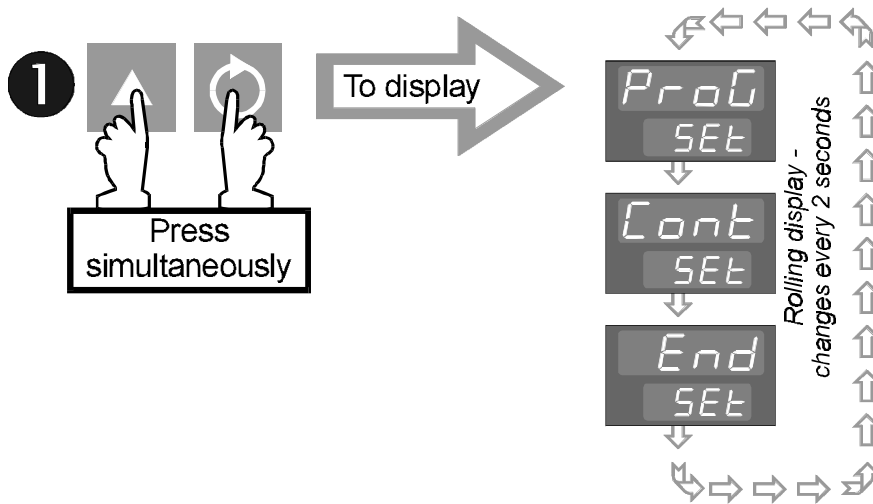 1
To display
Press
simultaneously
ProG
SEt
Cont
SEt
End
SEt
Rolling display -
changes every 2 seconds